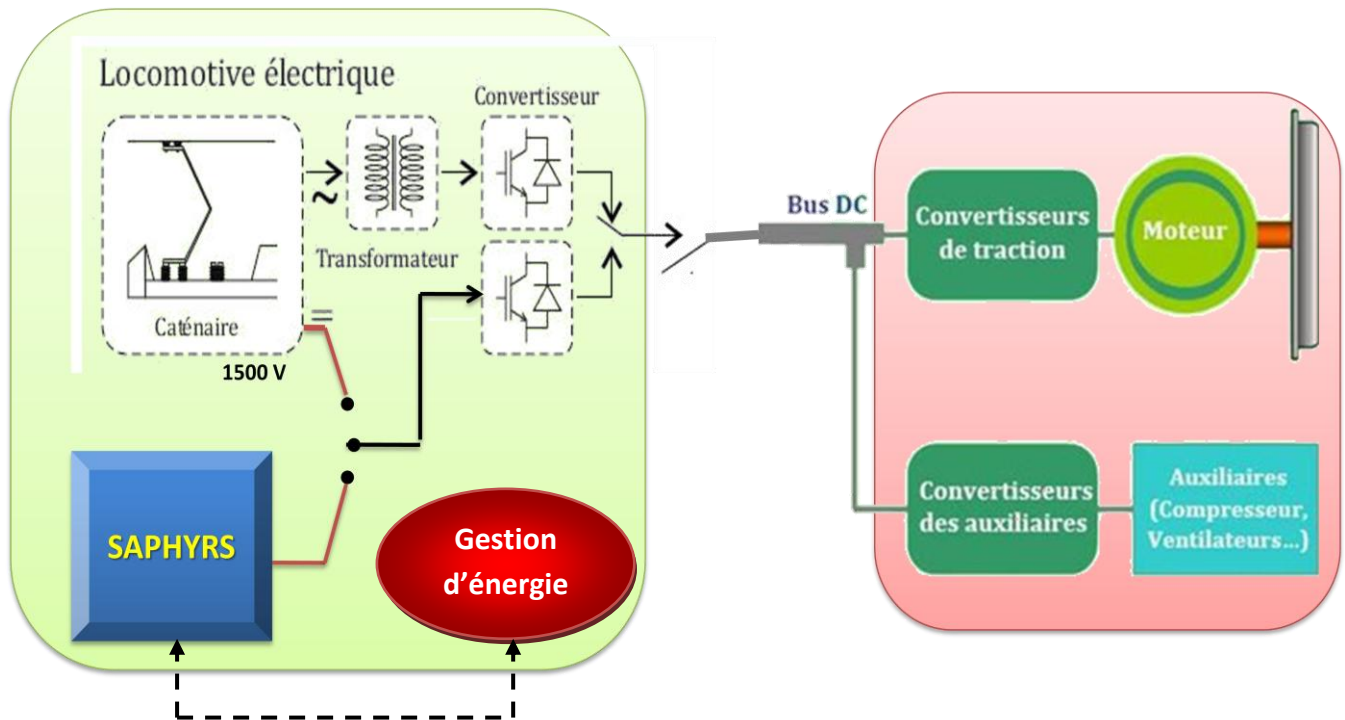 Locomotive électrique
Convertisseur
~
Transformateur
=
Caténaire
1500 V
SAPHYRS
Gestion
d’énergie
Bus DC
Convertisseurs
de traction
Moteur
Convertisseurs
des auxiliaires
Auxiliaires
(Compresseur,
Ventilateurs...)